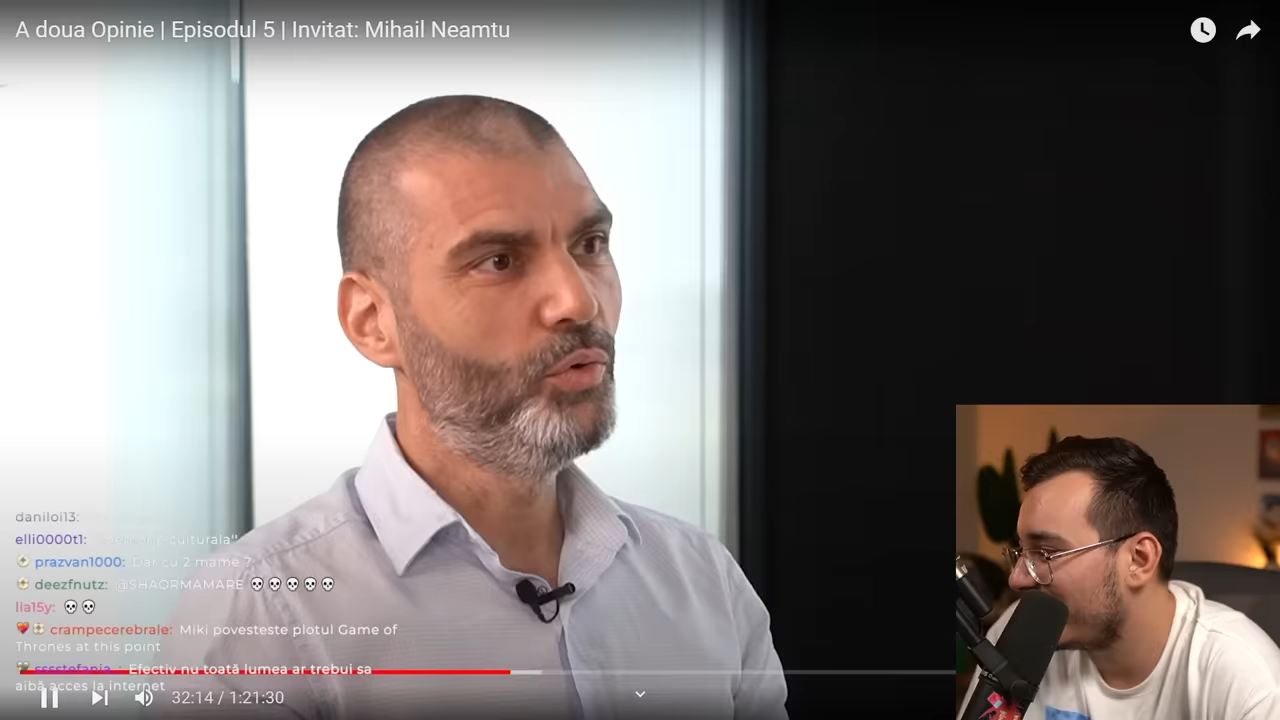 A doua Opinie | Episodul 5 | Invitat: Mihail Neamtu
daniloi13:
elli0000t1: culturala"
prazvan1000: Dar cu 2 mame ?
deezfnutz: @SHAORMAMARE 💀💀💀💀💀
lia15y: 💀💀
crampecerebrale: Miki povesteste plotul Game of
Thrones at this point
sssstefania_: Efectiv nu toată lumea ar trebui sa
aibă acces la internet
32:14 / 1:21:30